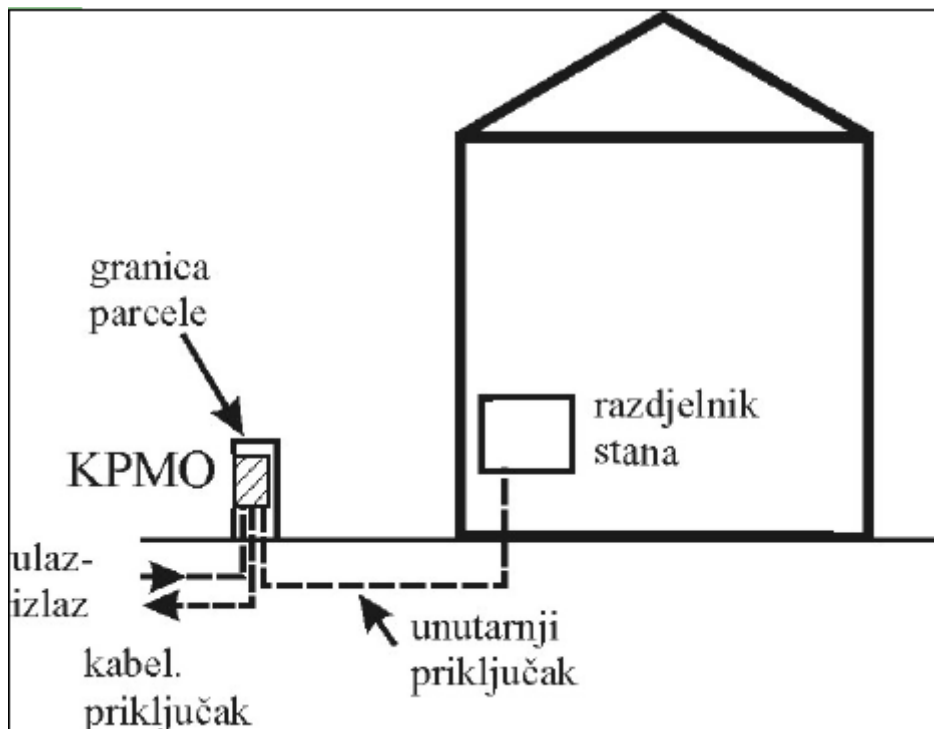 granica
parcele
KPMO
razdjelnik
stana
ulaz-
izlaz
unutarnji
priključak
kabel.
priključak